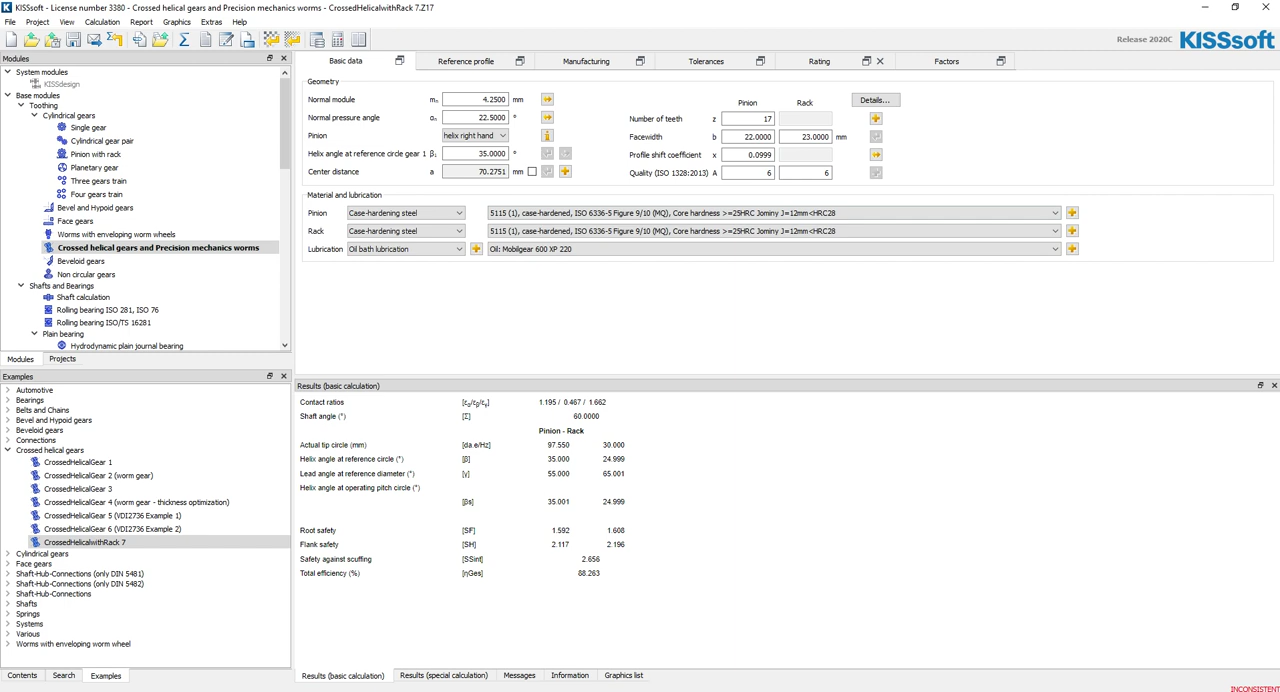 KISSsoft - License number 3380 - Crossed helical gears and Precision mechanics worms - CrossedHelicalwithRack 7.Z17
File Project View Calculation Report Graphics Extras Help
Release 2020C KISSsoft
Modules
System modules
KISSdesign
Base modules
Toothing
Cylindrical gears
Single gear
Cylindrical gear pair
Pinion with rack
Planetary gear
Three gears train
Four gears train
Bevel and Hypoid gears
Face gears
Worms with enveloping worm wheels
Crossed helical gears and Precision mechanics worms
Beveloid gears
Non circular gears
Shafts and Bearings
Shaft calculation
Rolling bearing ISO 281, ISO 76
Rolling bearing ISO/TS 16281
Plain bearing
Hydrodynamic plain journal bearing
Modules Projects
Examples
Automotive
Bearings
Belts and Chains
Bevel and Hypoid gears
Beveloid gears
Connections
Crossed helical gears
CrossedHelicalGear 1
CrossedHelicalGear 2 (worm gear)
CrossedHelicalGear 3
CrossedHelicalGear 4 (worm gear - thickness optimization)
CrossedHelicalGear 5 (VDI2736 Example 1)
CrossedHelicalGear 6 (VDI2736 Example 2)
CrossedHelicalwithRack 7
Cylindrical gears
Face gears
Shaft-Hub-Connections (only DIN 5481)
Shaft-Hub-Connections (only DIN 5482)
Shaft-Hub-Connections
Shafts
Springs
Systems
Various
Worms with enveloping worm wheel
Contents Search Examples
Basic data Reference profile Manufacturing Tolerances Rating Factors
Geometry
Normal module mₙ 4.2500 mm
Normal pressure angle αₙ 22.5000 °
Pinion helix right hand
Helix angle at reference circle gear 1 β₁ 35.0000 °
Center distance a 70.2751 mm
Pinion Rack Details...
Number of teeth z 17
Facewidth b 22.0000 23.0000 mm
Profile shift coefficient x 0.0999
Quality (ISO 1328:2013) A 6 6
Material and lubrication
Pinion Case-hardening steel 5115 (1), case-hardened, ISO 6336-5 Figure 9/10 (MQ), Core hardness >=25HRC Jominy J=12mm<HRC28
Rack Case-hardening steel 5115 (1), case-hardened, ISO 6336-5 Figure 9/10 (MQ), Core hardness >=25HRC Jominy J=12mm<HRC28
Lubrication Oil bath lubrication Oil: Mobilgear 600 XP 220
Results (basic calculation)
Contact ratios [εα/εβ/εγ] 1.195 / 0.467 / 1.662
Shaft angle (°) [Σ] 60.0000
Pinion - Rack
Actual tip circle (mm) [da.e/Hz] 97.550 30.000
Helix angle at reference circle (°) [β] 35.000 24.999
Lead angle at reference diameter (°) [γ] 55.000 65.001
Helix angle at operating pitch circle (°)
[βs] 35.001 24.999
Root safety [SF] 1.592 1.608
Flank safety [SH] 2.117 2.196
Safety against scuffing [SSint] 2.656
Total efficiency (%) [ηGes] 88.263
Results (basic calculation) Results (special calculation) Messages Information Graphics list
INCONSISTENT